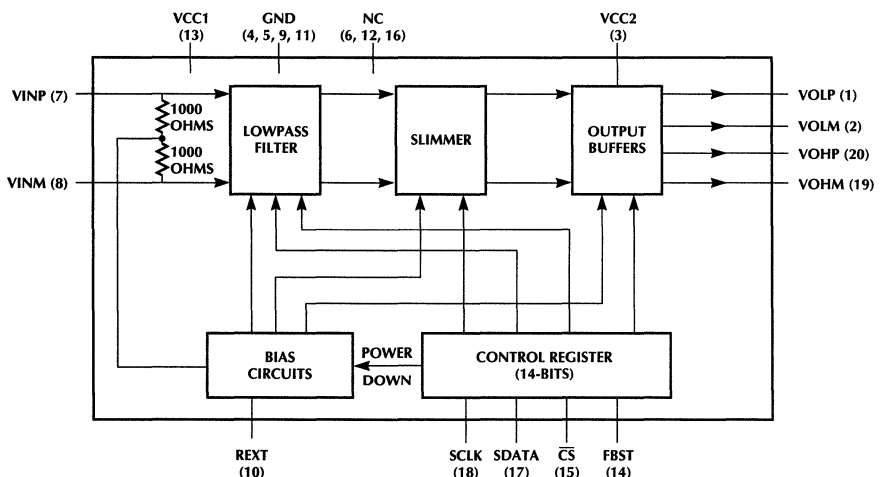 VCC1
(13)
GND
(4, 5, 9, 11)
NC
(6, 12, 16)
VCC2
(3)
VINP (7)
1000
OHMS
1000
OHMS
VINM (8)
LOWPASS
FILTER
SLIMMER
OUTPUT
BUFFERS
VOLP (1)
VOLM (2)
VOHP (20)
VOHM (19)
BIAS
CIRCUITS
POWER
DOWN
CONTROL REGISTER
(14-BITS)
REXT
(10)
SCLK
(18)
SDATA
(17)
CS
(15)
FBST
(14)